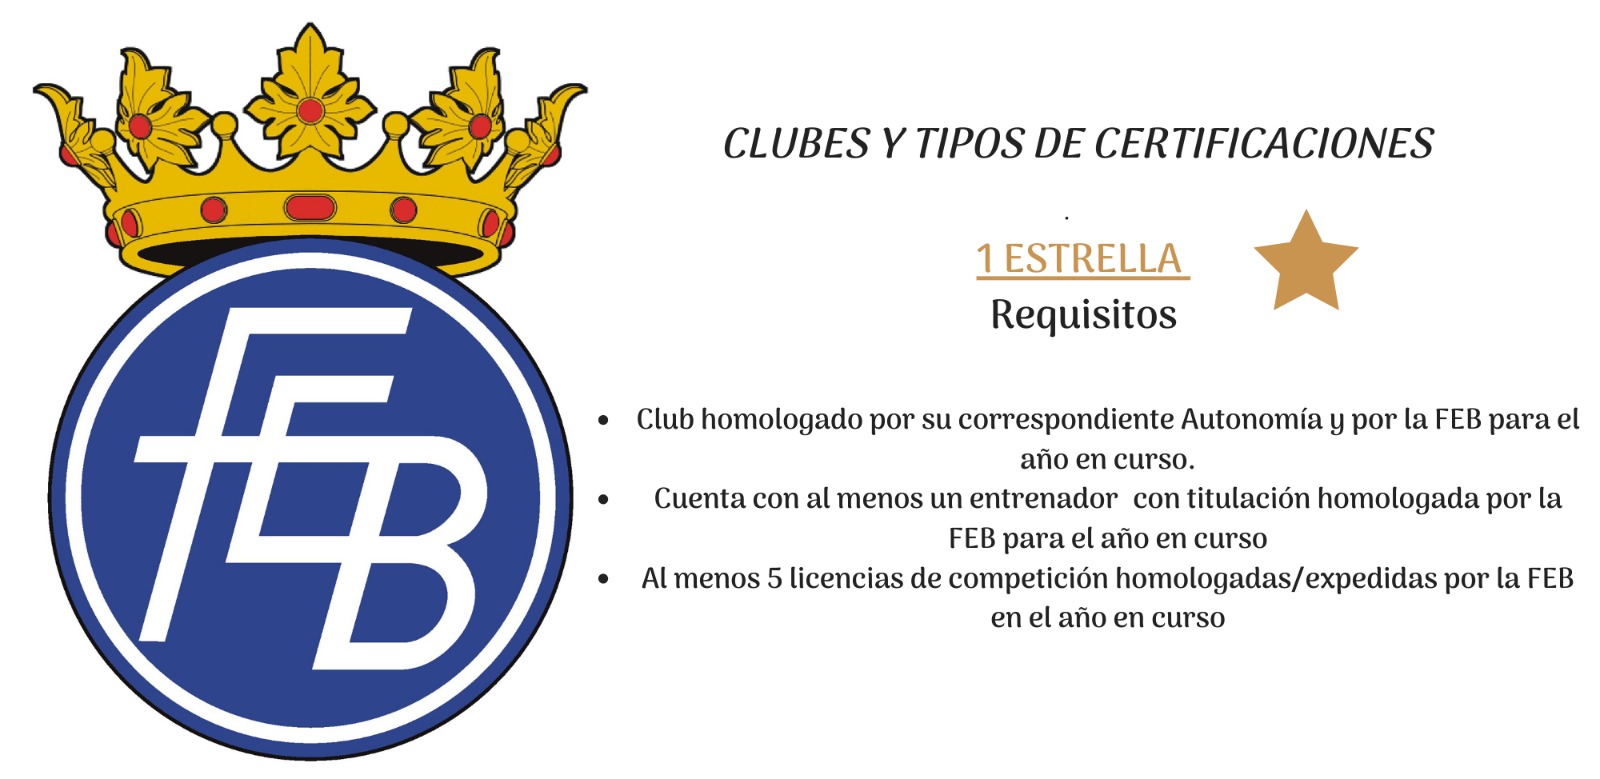 FEB
CLUBES Y TIPOS DE CERTIFICACIONES
.
1 ESTRELLA
Requisitos
• Club homologado por su correspondiente Autonomía y por la FEB para el
año en curso.
• Cuenta con al menos un entrenador  con titulación homologada por la
FEB para el año en curso
• Al menos 5 licencias de competición homologadas/expedidas por la FEB
en el año en curso